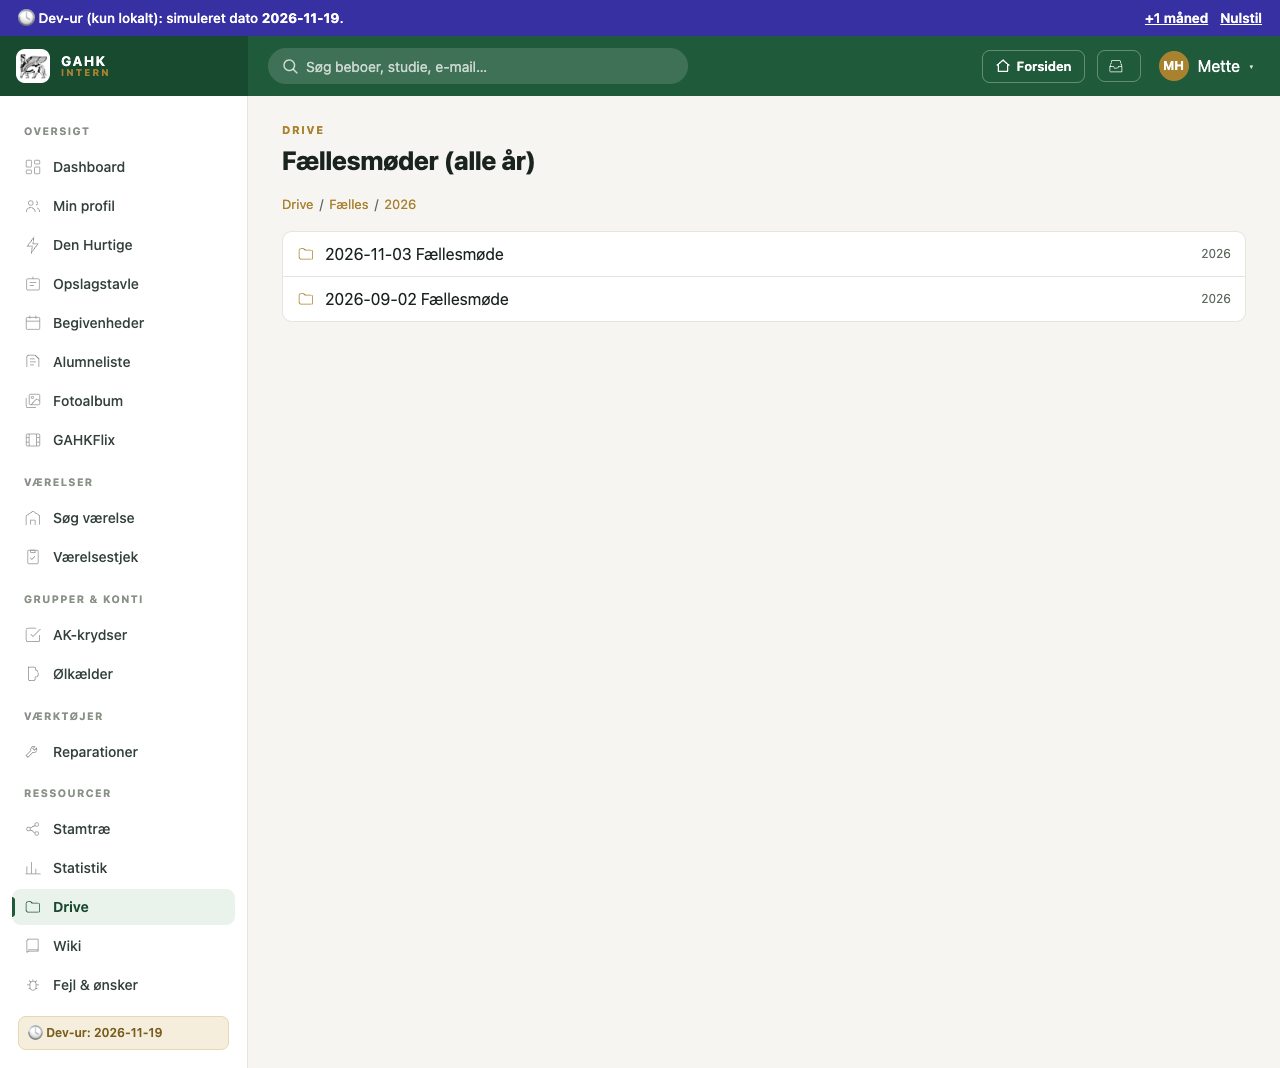 Dev-ur (kun lokalt): simuleret dato 2026-11-19.
+1 måned Nulstil
GAHK
INTERN
Søg beboer, studie, e-mail...
Forsiden
MH Mette
OVERSIGT
Dashboard
Min profil
Den Hurtige
Opslagstavle
Begivenheder
Alumneliste
Fotoalbum
GAHKFlix
VÆRELSER
Søg værelse
Værelsestjek
GRUPPER & KONTI
AK-krydser
Ølkælder
VÆRKTØJER
Reparationer
RESSOURCER
Stamtræ
Statistik
Drive
Wiki
Fejl & ønsker
Dev-ur: 2026-11-19
DRIVE
Fællesmøder (alle år)
Drive / Fælles / 2026
2026-11-03 Fællesmøde 2026
2026-09-02 Fællesmøde 2026